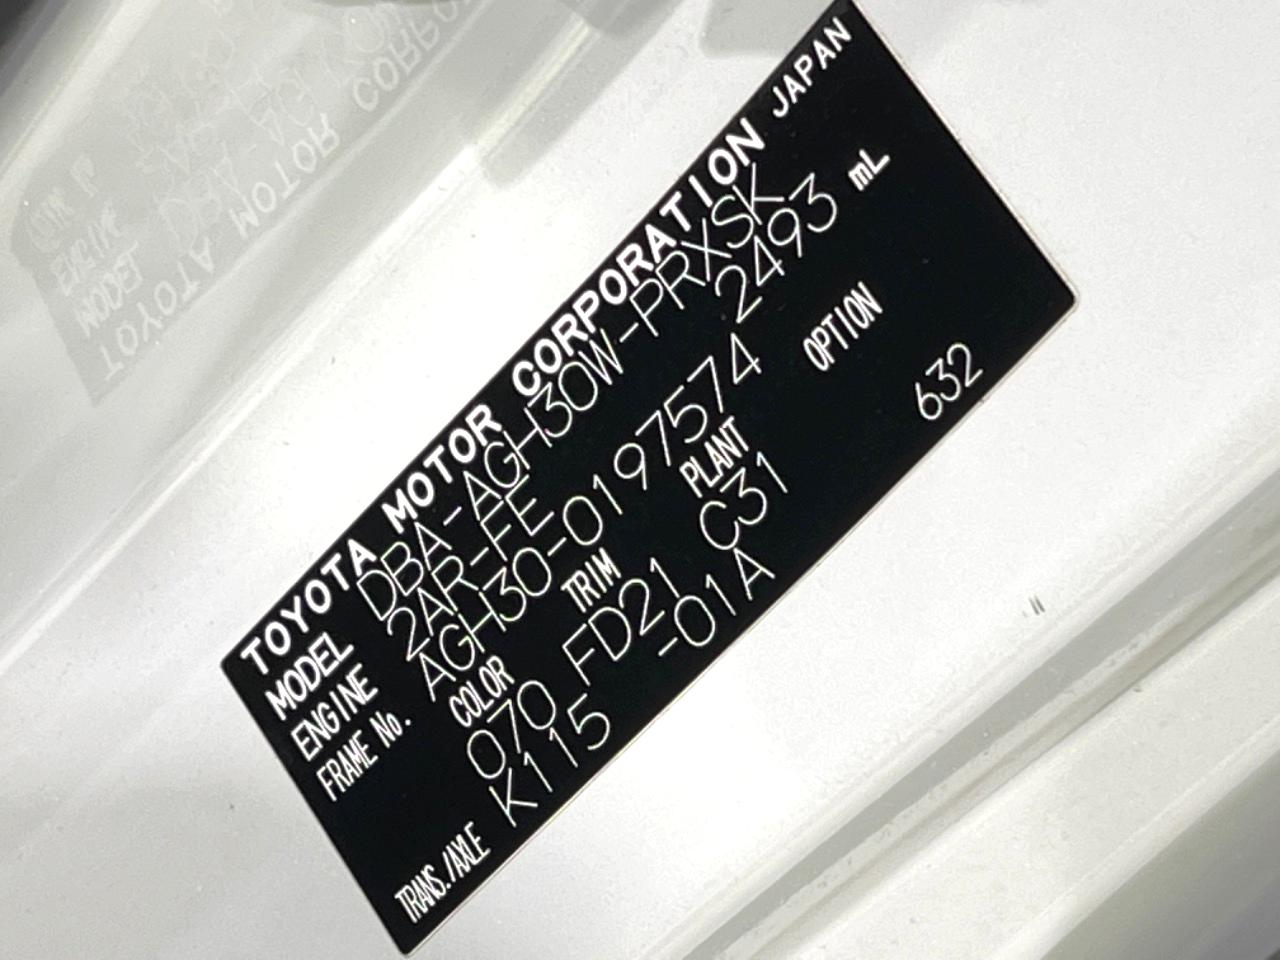 TOYOTA MOTOR CORPORATION JAPAN
MODEL DBA-AGH30W-PRXSK
ENGINE 2AR-FE 2493 mL
FRAME No. AGH30-0197574
COLOR TRIM PLANT OPTION
070 FD21 C31 632
TRANS./AXLE K115 -01A